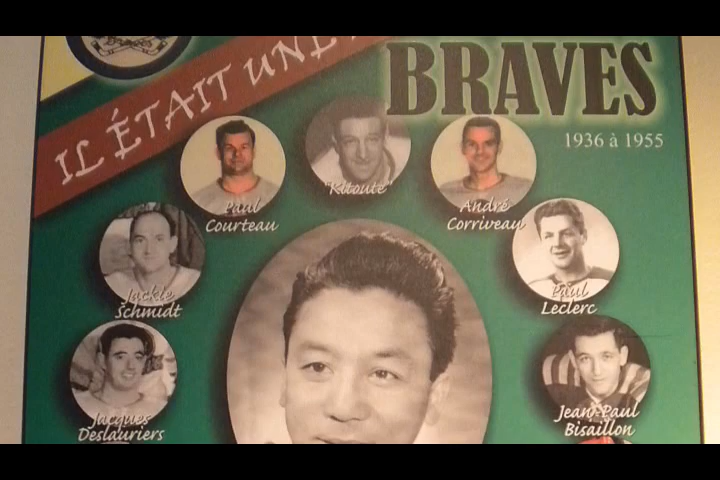 Braves
IL ÉTAIT UNE
BRAVES
1936 à 1955
Paul
Courteau
"Kitoute"
André
Corriveau
Jackie
Schmidt
Paul
Leclerc
Jacques
Deslauriers
Jean-Paul
Bisaillon